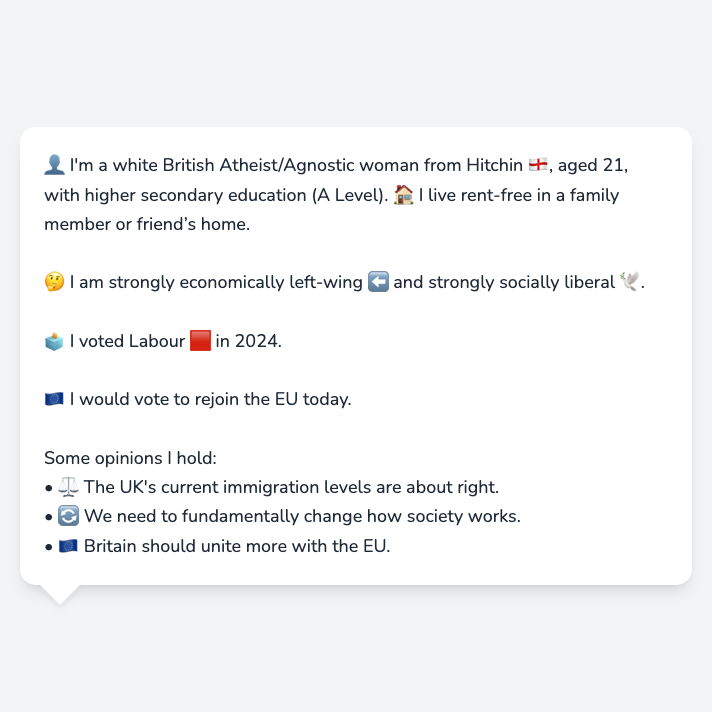 👤 I'm a white British Atheist/Agnostic woman from Hitchin 🏴󠁧󠁢󠁥󠁮󠁧󠁿, aged 21,
with higher secondary education (A Level). 🏠 I live rent-free in a family
member or friend’s home.
🤔 I am strongly economically left-wing ⬅️ and strongly socially liberal 🕊️.
🗳️ I voted Labour 🟥 in 2024.
🇪🇺 I would vote to rejoin the EU today.
Some opinions I hold:
• ⚖️ The UK's current immigration levels are about right.
• 🔄 We need to fundamentally change how society works.
• 🇪🇺 Britain should unite more with the EU.